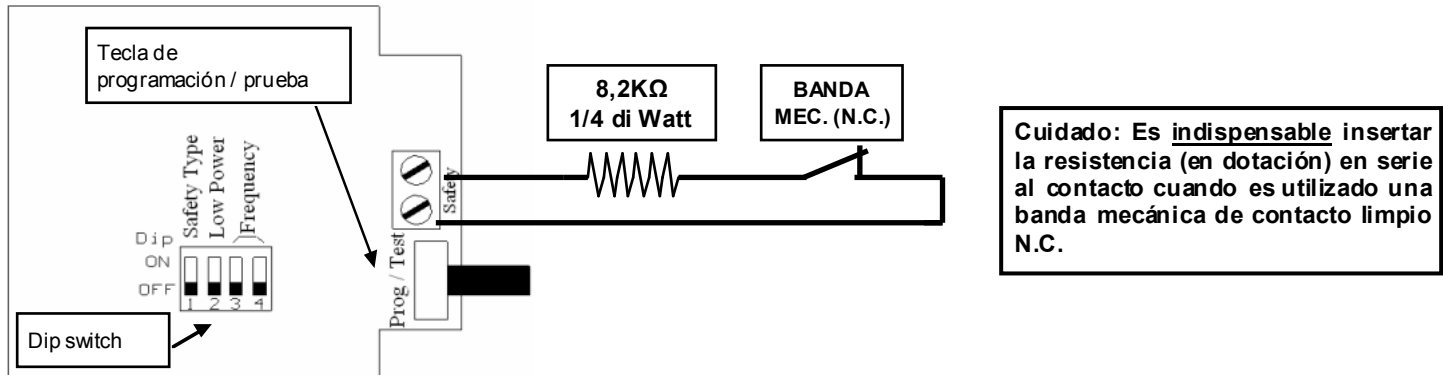 Tecla de
programación / prueba
8,2KΩ
1/4 di Watt
BANDA
MEC. (N.C.)
Cuidado: Es indispensable insertar
la resistencia (en dotación) en serie
al contacto cuando es utilizado una
banda mecánica de contacto limpio
N.C.
Safety Type
Low Power
Frequency
Safety
Dip
ON
OFF
1 2 3 4
Prog / Test
Dip switch